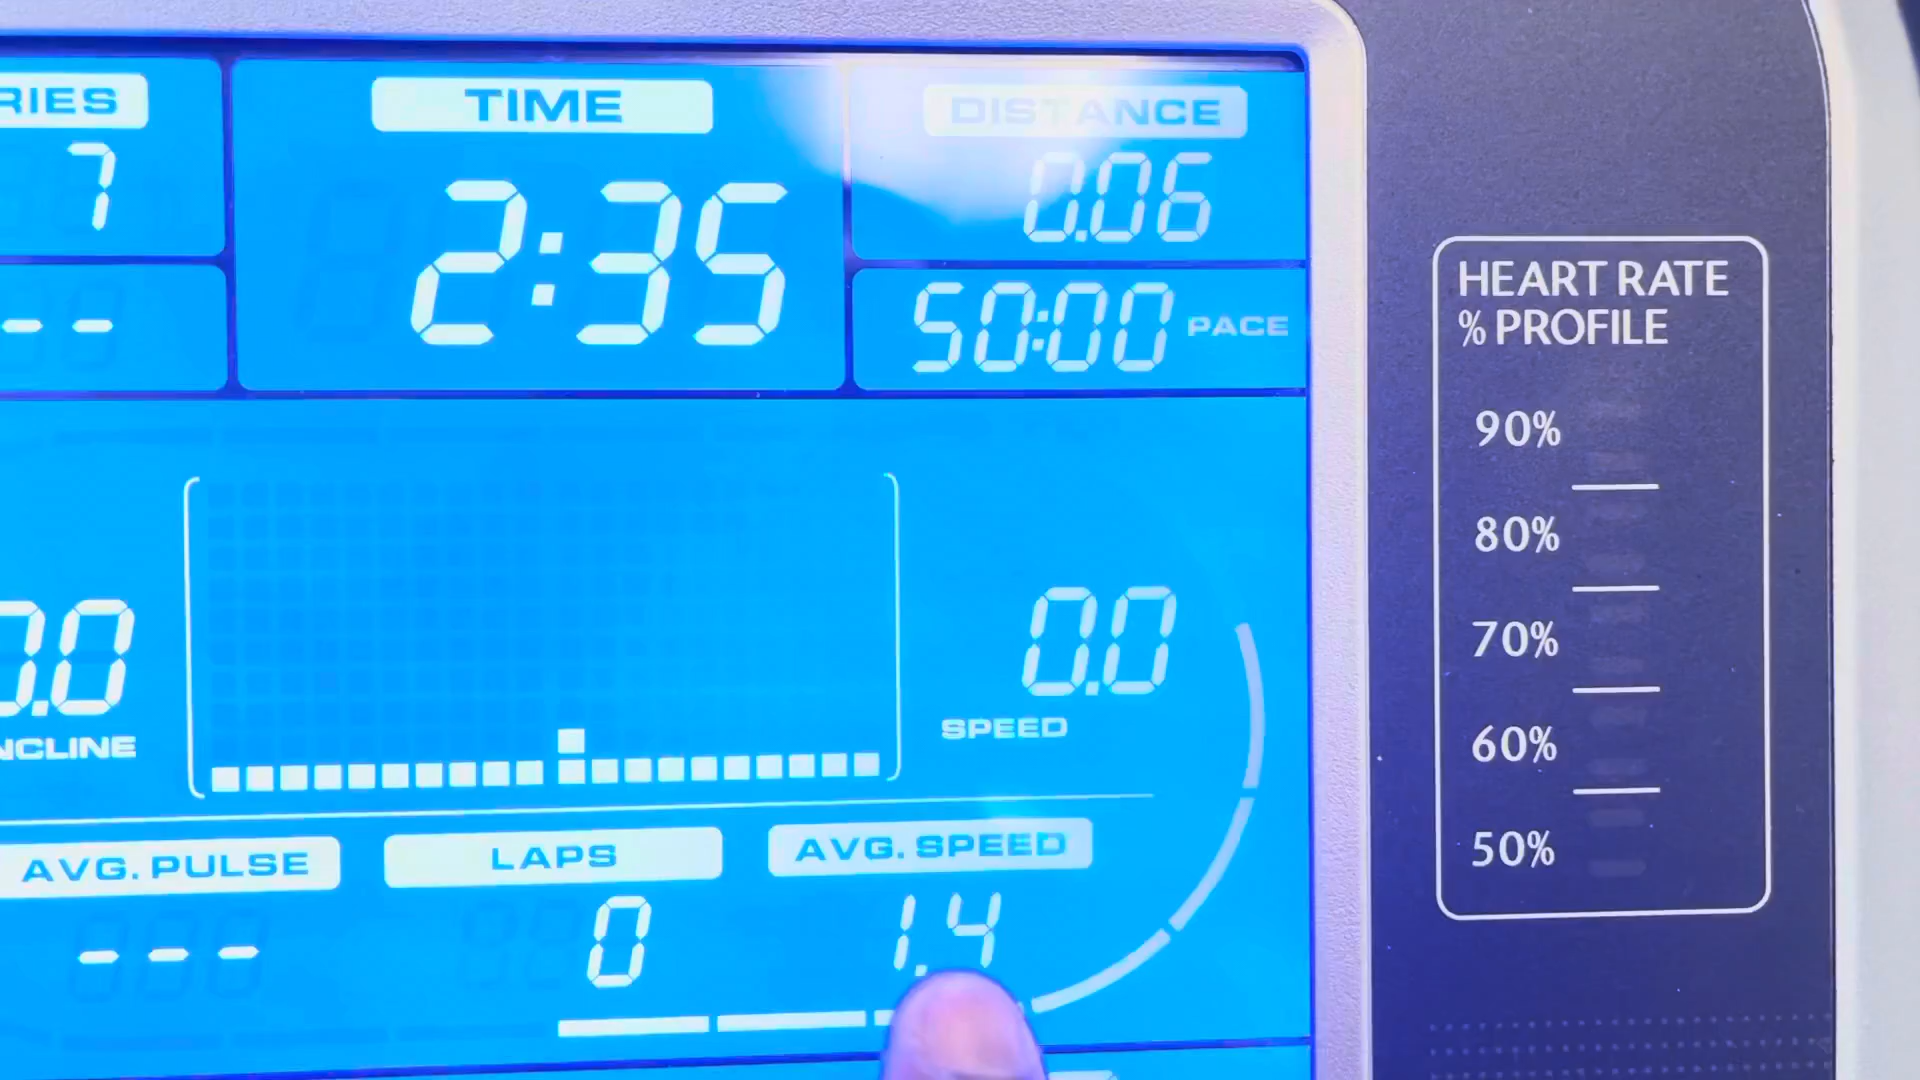 RIES
TIME
DISTANCE
7
2:35
0.06
--
50:00 PACE
HEART RATE
% PROFILE
90%
80%
70%
60%
50%
0.0
NCLINE
0.0
SPEED
AVG. PULSE
LAPS
AVG. SPEED
---
0
1.4